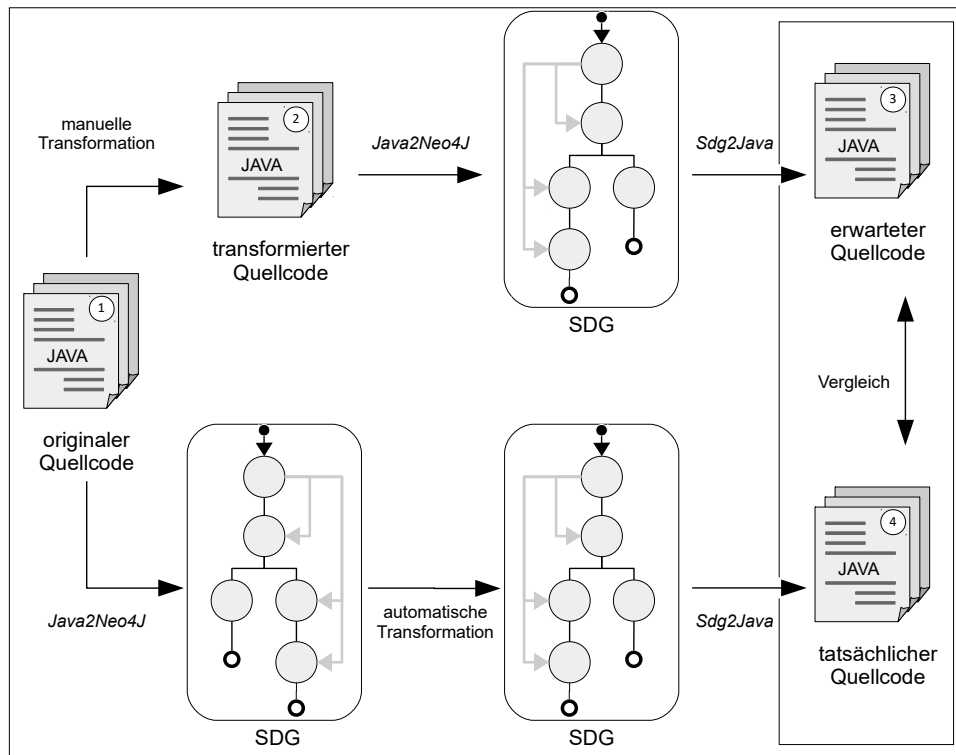 manuelle
Transformation
2
JAVA
transformierter
Quellcode
Java2Neo4J
SDG
Sdg2Java
3
JAVA
erwarteter
Quellcode
1
JAVA
originaler
Quellcode
Vergleich
Java2Neo4J
SDG
automatische
Transformation
SDG
Sdg2Java
4
JAVA
tatsächlicher
Quellcode